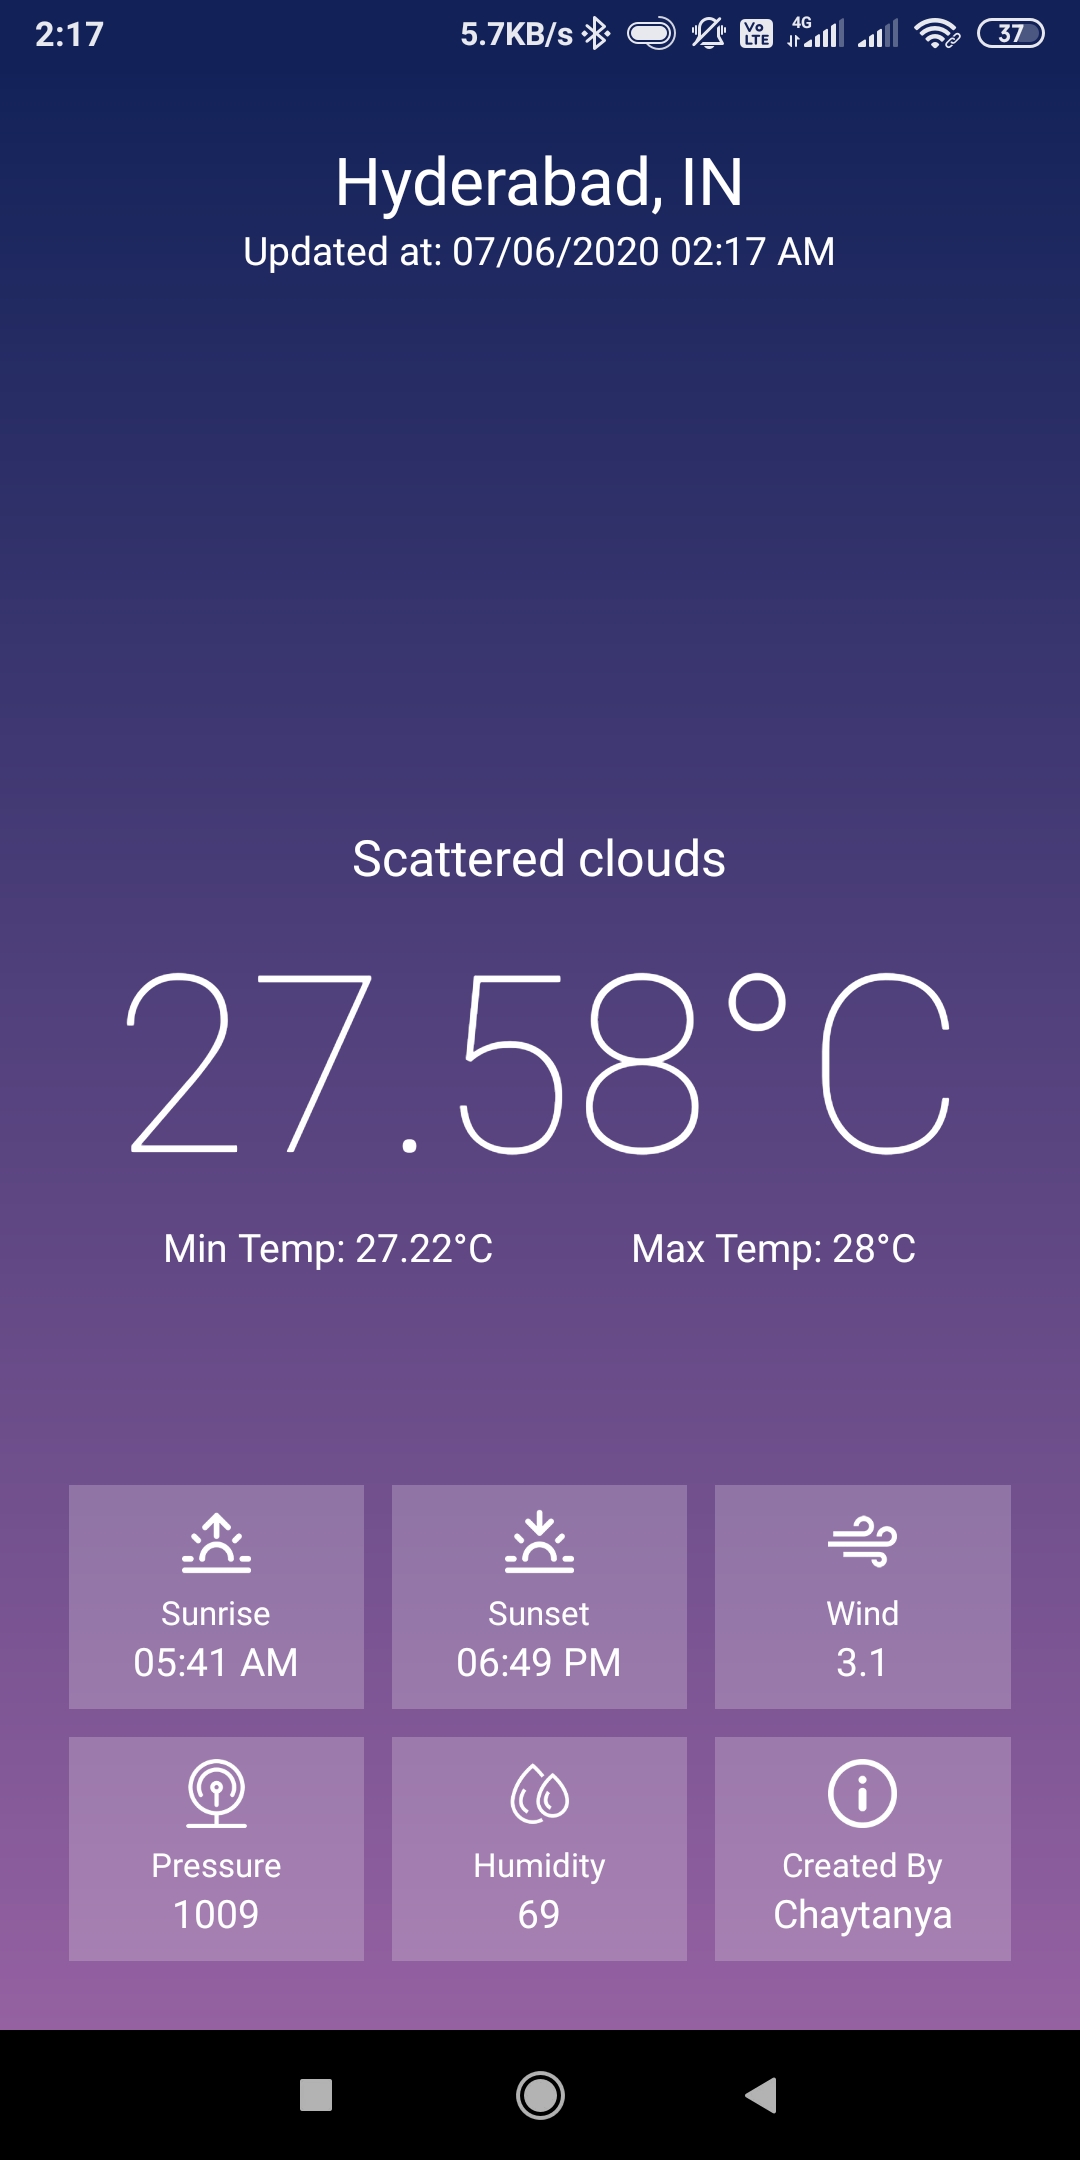 2:17 5.7KB/s Vo LTE 4G 37
Hyderabad, IN
Updated at: 07/06/2020 02:17 AM
Scattered clouds
27.58°C
Min Temp: 27.22°C Max Temp: 28°C
Sunrise Sunset Wind
05:41 AM 06:49 PM 3.1
Pressure Humidity Created By
1009 69 Chaytanya